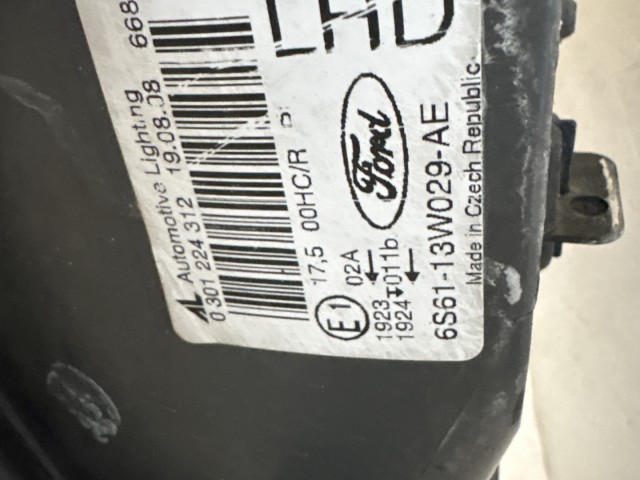 LHD
AL Automotive Lighting 668
0 301 224 312 19.08.08
17,5 00HC/R
Ford
E1 02A
1923 011b
1924
6S61-13W029-AE
Made in Czech Republic